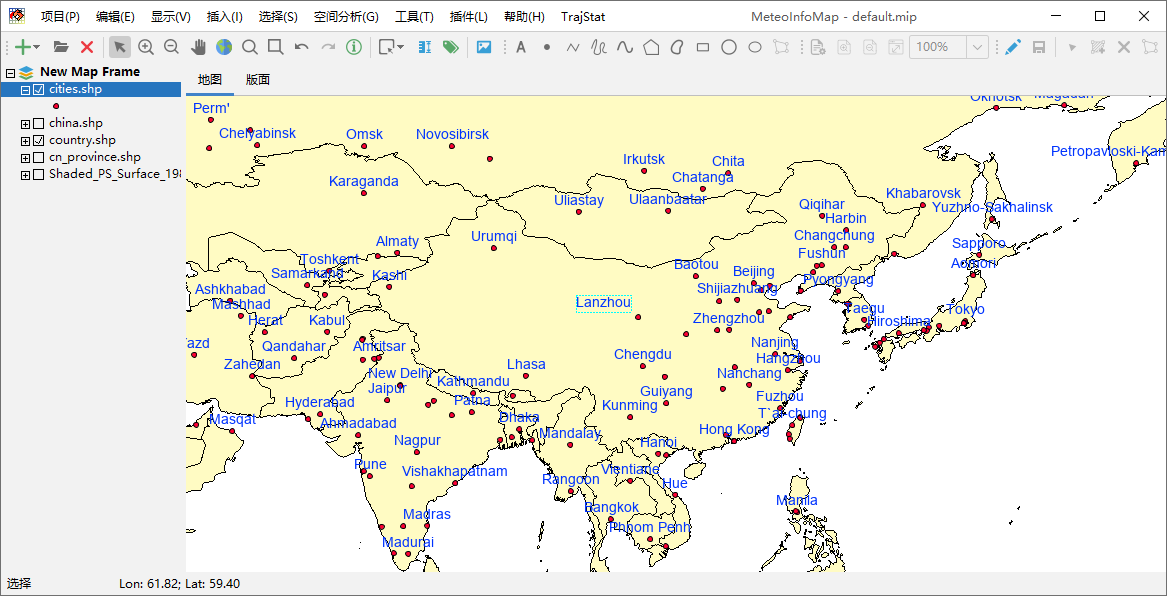 MeteoInfoMap - default.mip
项目(P) 编辑(E) 显示(V) 插入(I) 选择(S) 空间分析(G) 工具(T) 插件(L) 帮助(H) TrajStat
100%
New Map Frame
cities.shp
china.shp
country.shp
cn_province.shp
Shaded_PS_Surface_198
地图 版面
Okhotsk Magadan
Perm'
Chelyabinsk Omsk Novosibirsk
Petropavloski-Kam
Irkutsk Chita
Karaganda Chatanga
Khabarovsk
Uliastay Ulaanbaatar Qiqihar Yuzhno-Sakhalinsk
Harbin
Almaty Urumqi Changchung Sapporo
Toshkent Fushun
Samarkand Kashi Baotou Beijing Aomori
Ashkhabad Shijiazhuang Pyongyang
Mashhad Lanzhou Taegu Tokyo
Herat Kabul Zhengzhou Hiroshima
azd Qandahar Amritsar Nanjing
Zahedan Lhasa Chengdu Hangzhou
New Delhi Kathmandu Nanchang
Jaipur Guiyang Fuzhou
Hyderabad Patna Kunming T`ai-chung
Masqat Ahmadabad Dhaka Mandalay Hong Kong
Nagpur Hanoi
Pune Vishakhapatnam Vientiane
Rangoon Hue
Madras Bangkok Manila
Phnom Penh
Madurai
选择 Lon: 61.82; Lat: 59.40